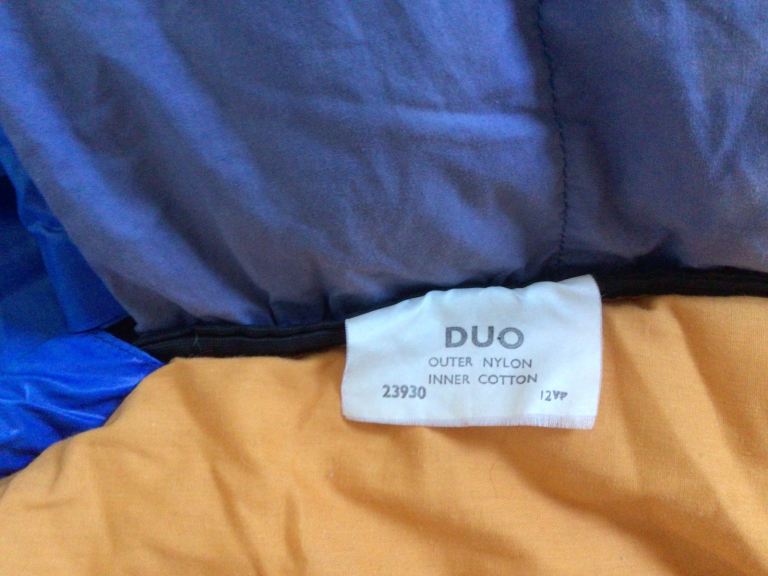 DUO
OUTER NYLON
INNER COTTON
23930 12VP